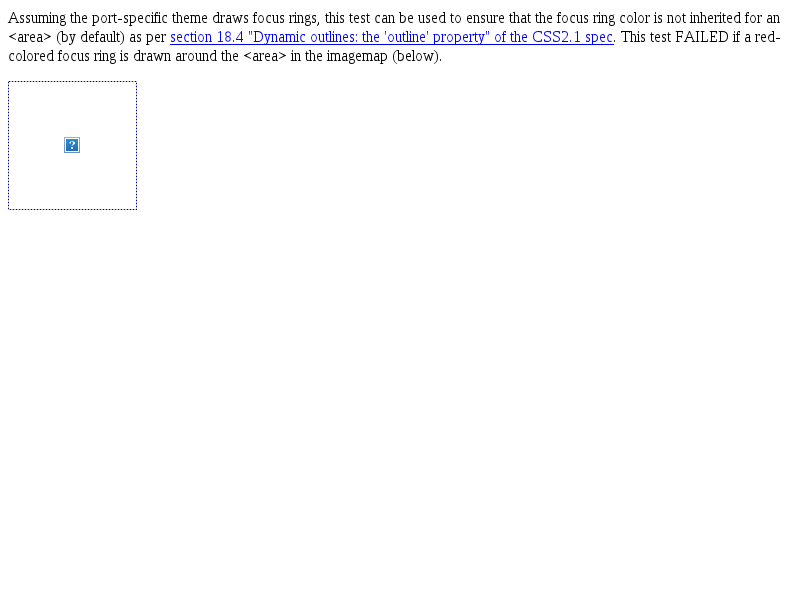 Assuming the port-specific theme draws focus rings, this test can be used to ensure that the focus ring color is not inherited for an
<area> (by default) as per section 18.4 "Dynamic outlines: the 'outline' property" of the CSS2.1 spec. This test FAILED if a red-
colored focus ring is drawn around the <area> in the imagemap (below).
?